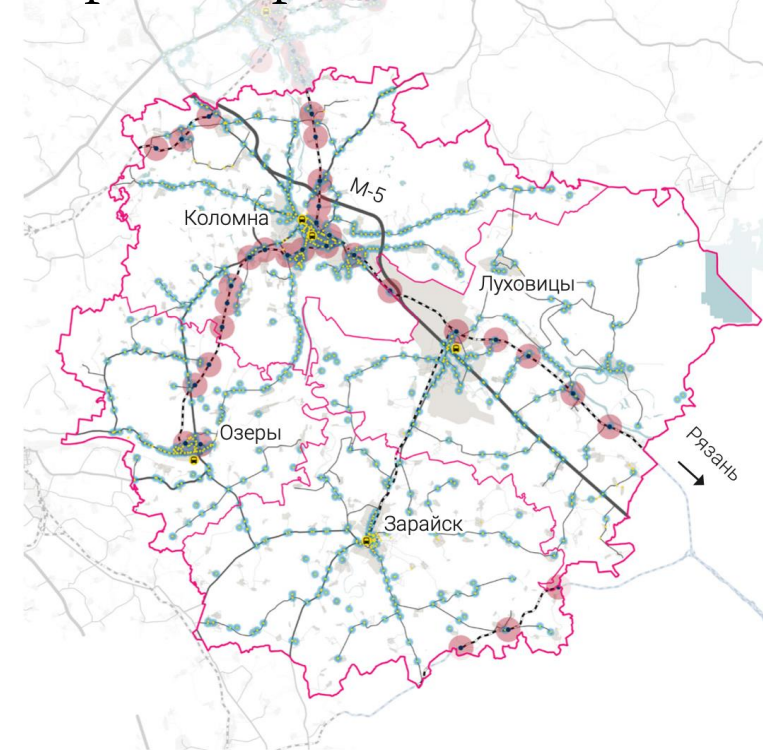 М-5
Коломна
Луховицы
Озеры
Рязань
Зарайск